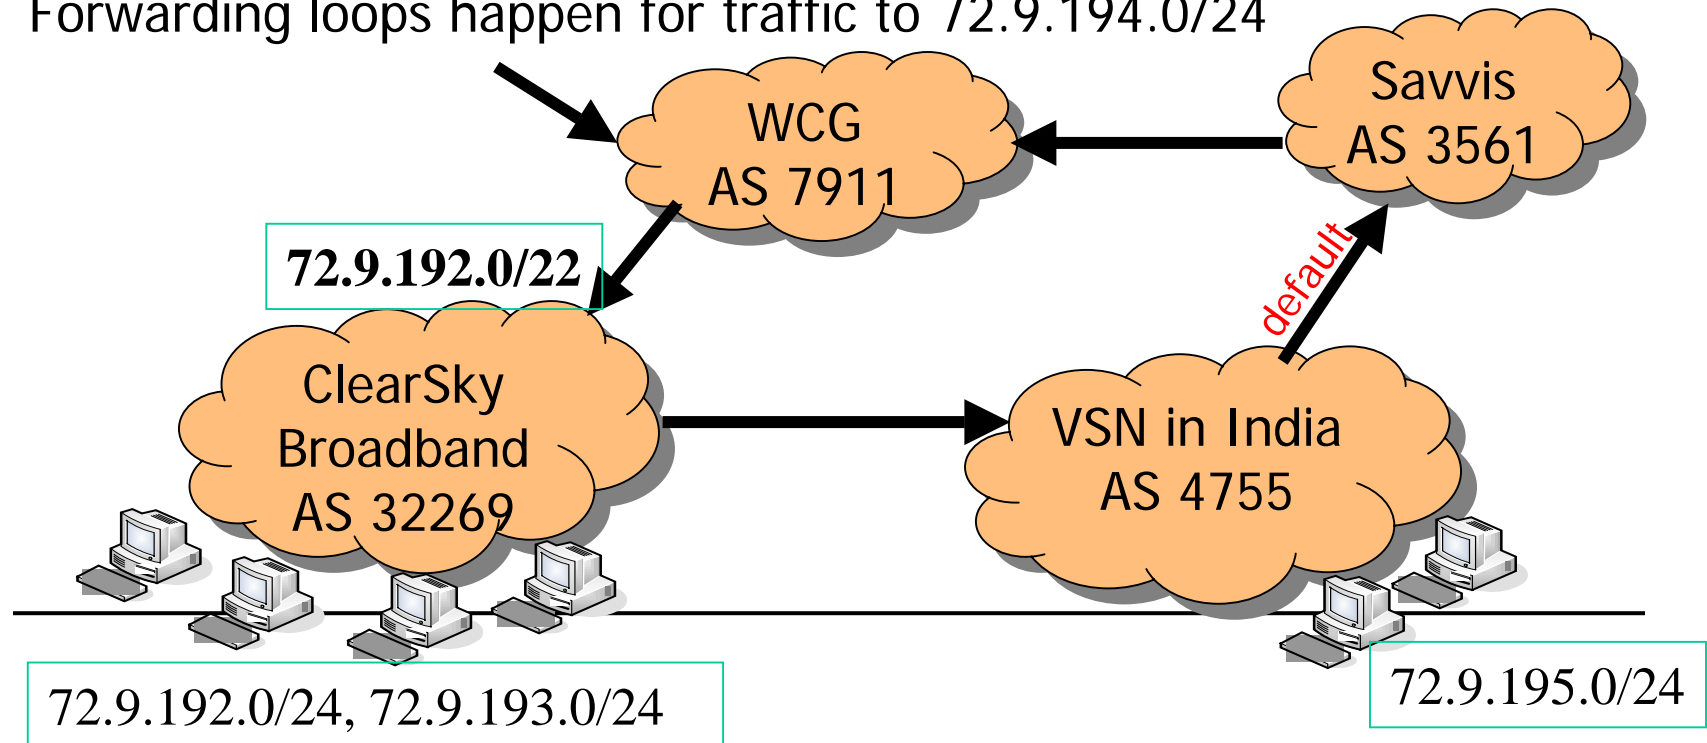 Forwarding loops happen for traffic to 72.9.194.0/24
WCG
AS 7911
Savvis
AS 3561
72.9.192.0/22
default
ClearSky
Broadband
AS 32269
VSN in India
AS 4755
72.9.195.0/24
72.9.192.0/24, 72.9.193.0/24